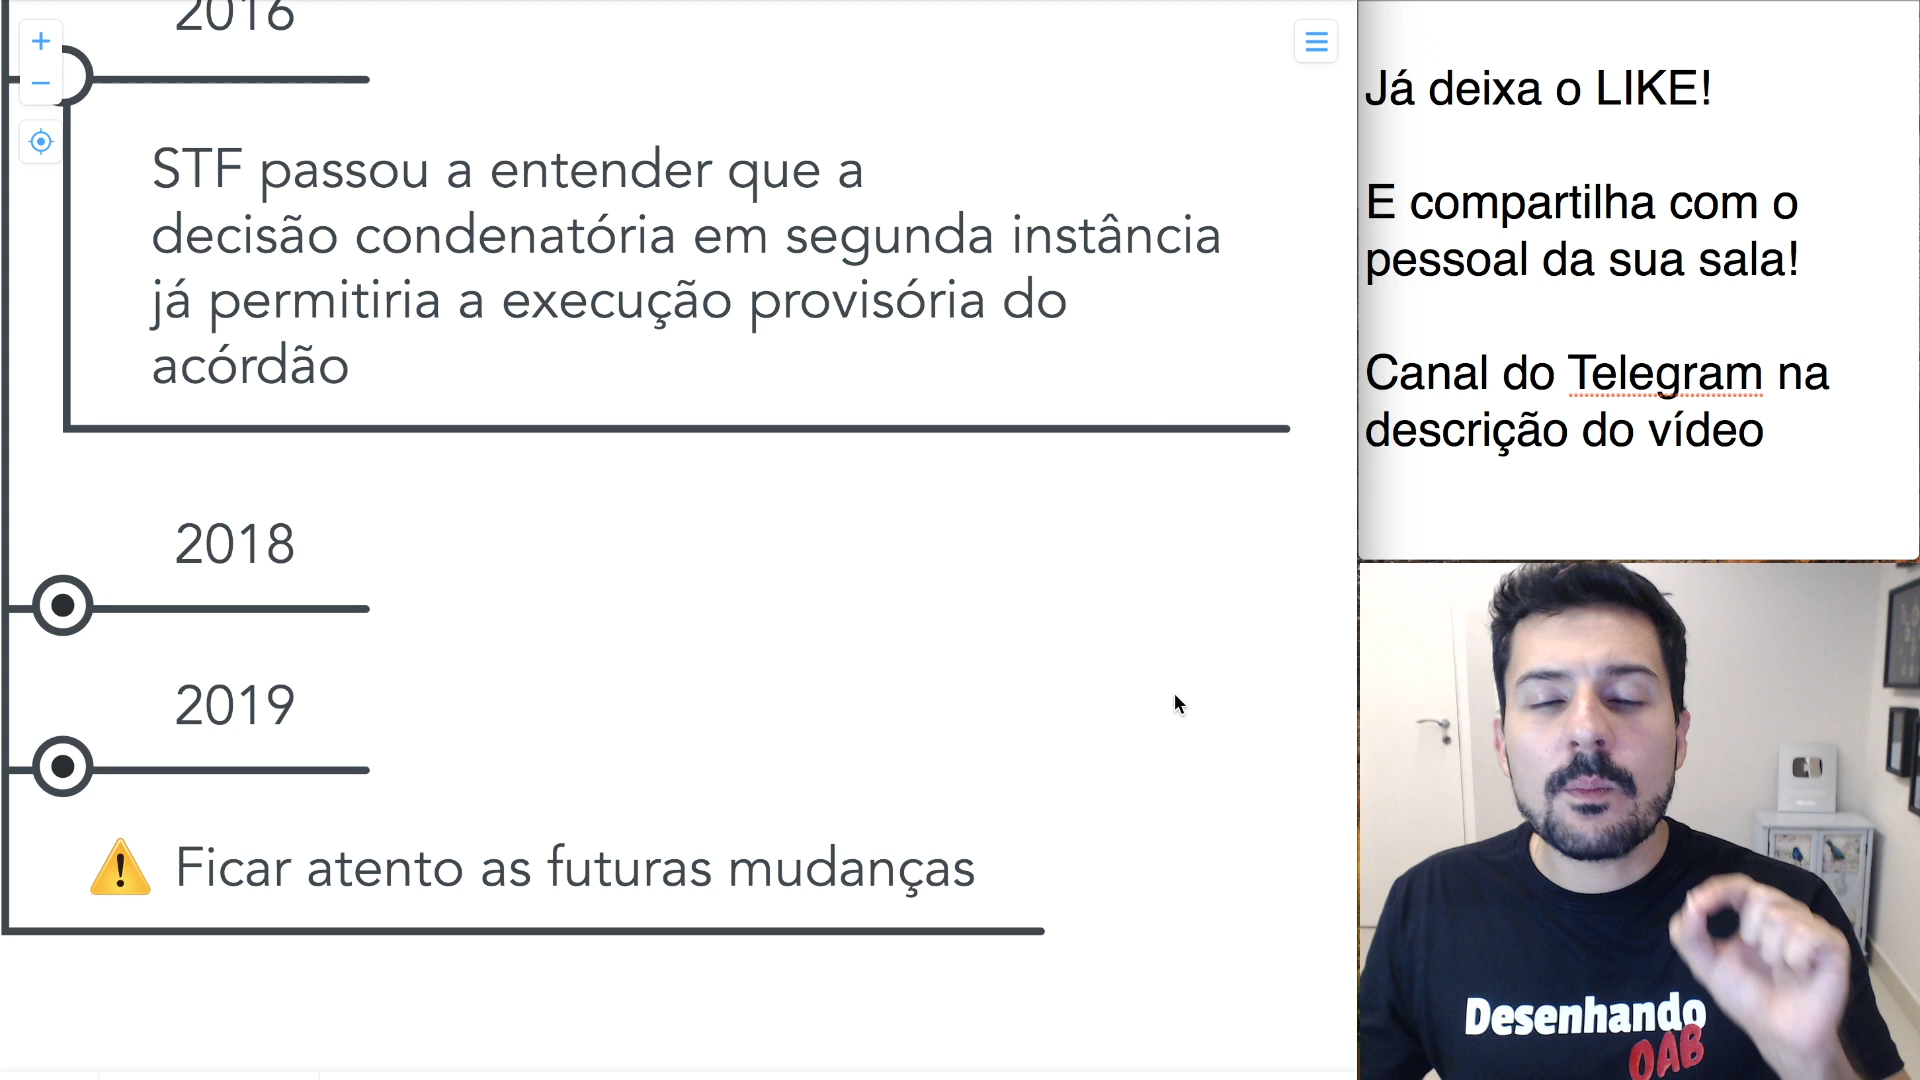 2016
STF passou a entender que a
decisão condenatória em segunda instância
já permitiria a execução provisória do
acórdão
2018
2019
Ficar atento as futuras mudanças
Já deixa o LIKE!
E compartilha com o
pessoal da sua sala!
Canal do Telegram na
descrição do vídeo
Desenhando
OAB